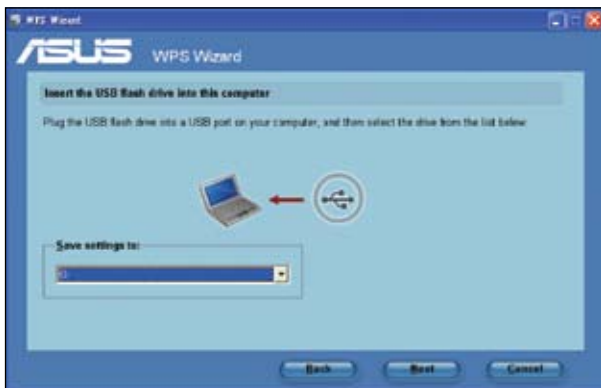 WPS Wizard
ASUS WPS Wizard
Insert the USB flash drive into this computer
Plug the USB flash drive into a USB port on your computer, and then select the drive from the list below.
Save settings to:
Back Next Cancel